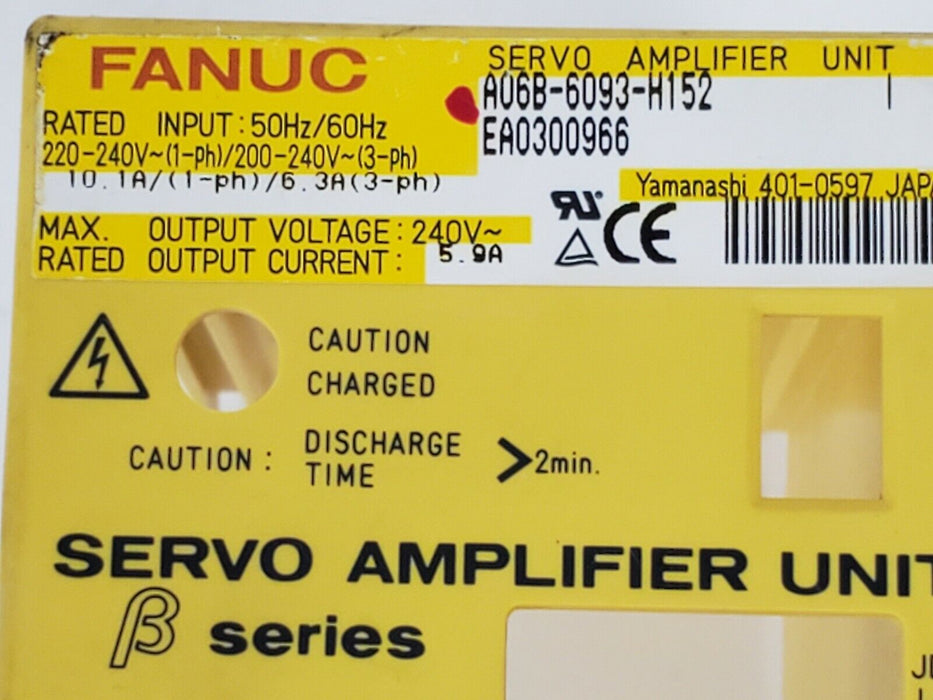 FANUC
SERVO AMPLIFIER UNIT
A06B-6093-H152 I
EA0300966
RATED INPUT: 50Hz/60Hz
220-240V~(1-Ph)/200-240V~(3-Ph)
10.1A/(1-ph)/6.3A(3-ph)
Yamanashi 401-0597 JAPA
MAX. OUTPUT VOLTAGE: 240V~
RATED OUTPUT CURRENT: 5.9A
CE
CAUTION
CHARGED
CAUTION: DISCHARGE
TIME >2min.
SERVO AMPLIFIER UNIT
β series